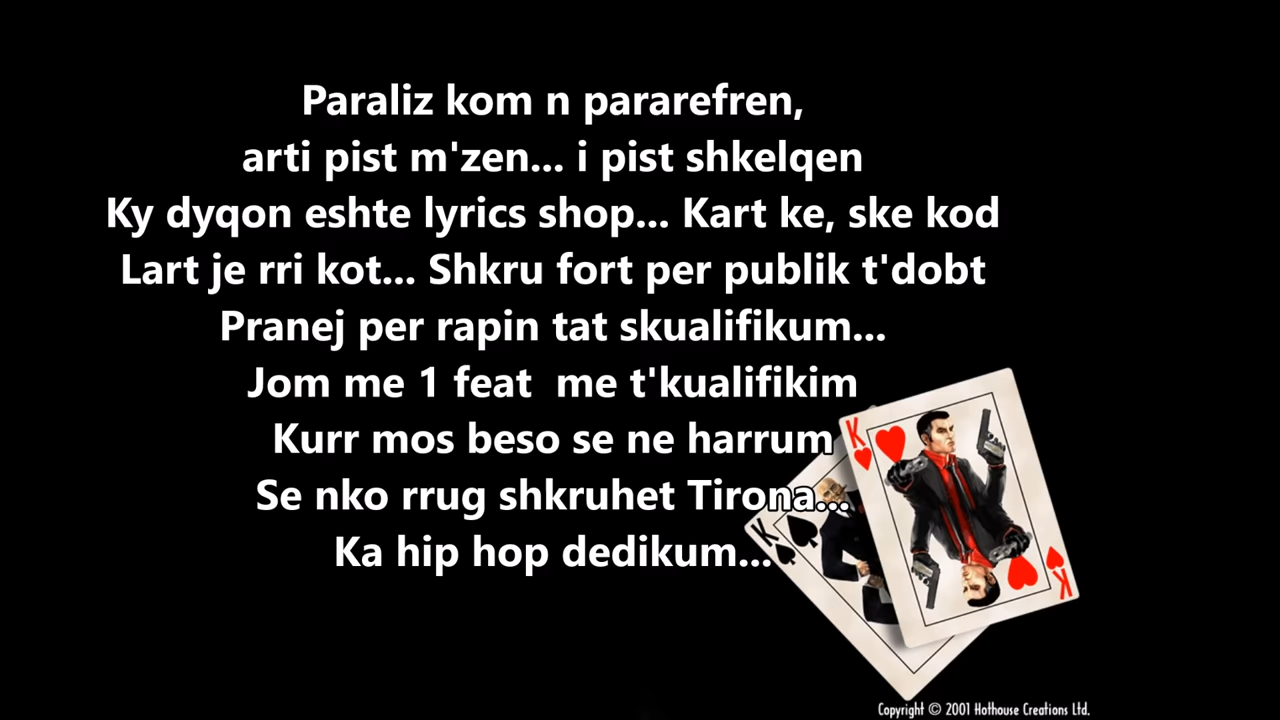 Paraliz kom n pararefren,
arti pist m'zen... i pist shkelqen
Ky dyqon eshte lyrics shop... Kart ke, ske kod
Lart je rri kot... Shkru fort per publik t'dobt
Pranej per rapin tat skualifikum...
Jom me 1 feat  me t'kualifikim
Kurr mos beso se ne harrum
Se nko rrug shkruhet Tirona...
Ka hip hop dedikum...
K
K
K
K
Copyright © 2001 Hothouse Creations Ltd.